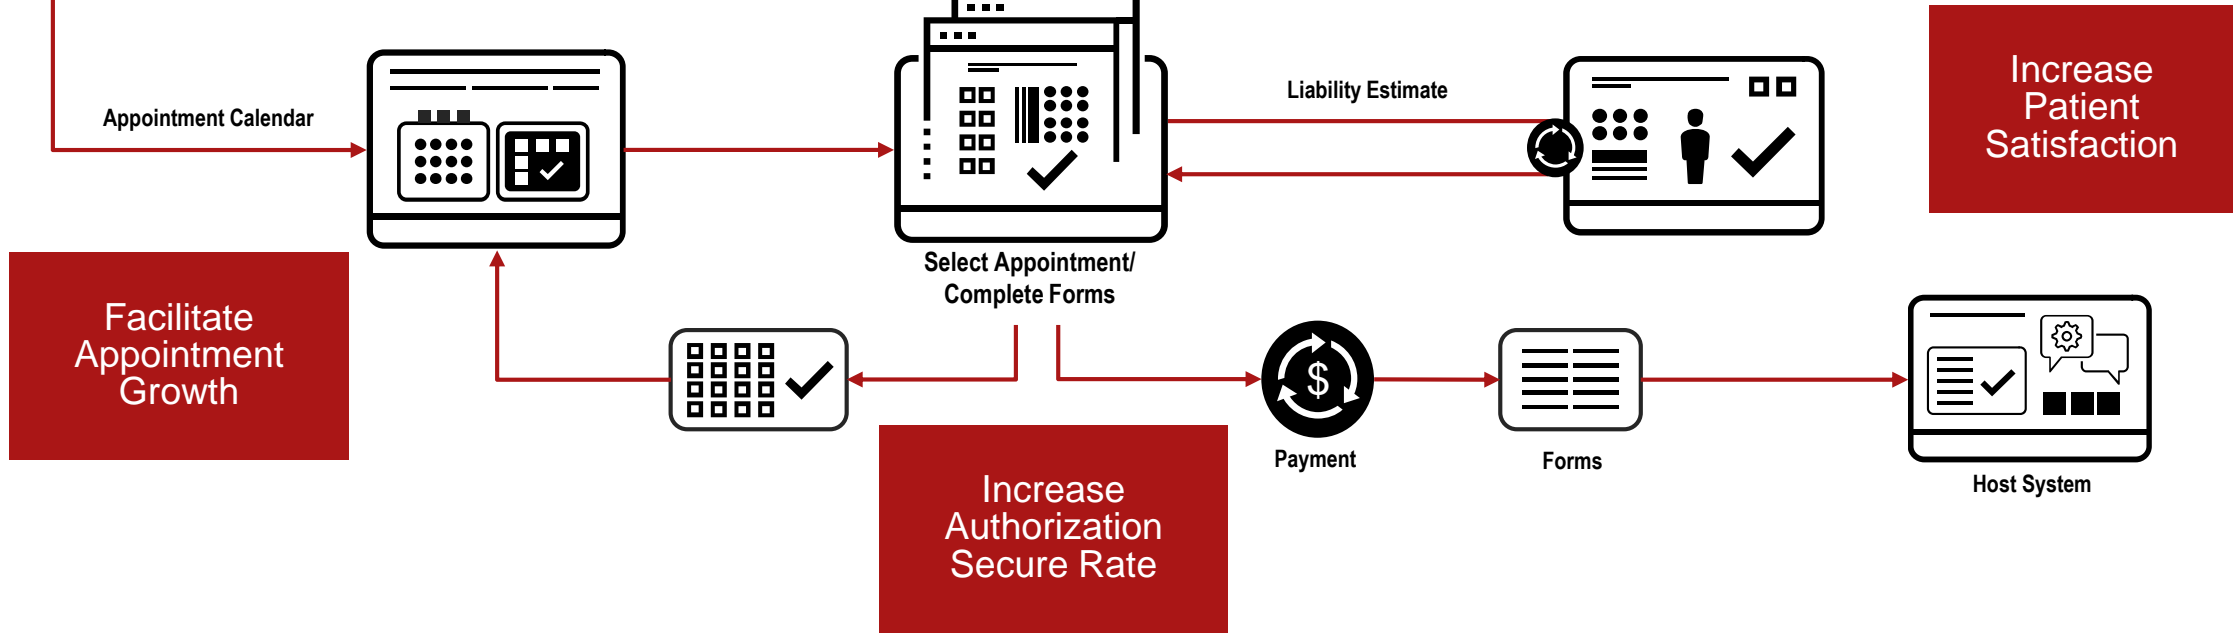 Appointment Calendar
Liability Estimate
Increase
Patient
Satisfaction
Select Appointment/
Complete Forms
Facilitate
Appointment
Growth
$
Payment
Forms
Host System
Increase
Authorization
Secure Rate